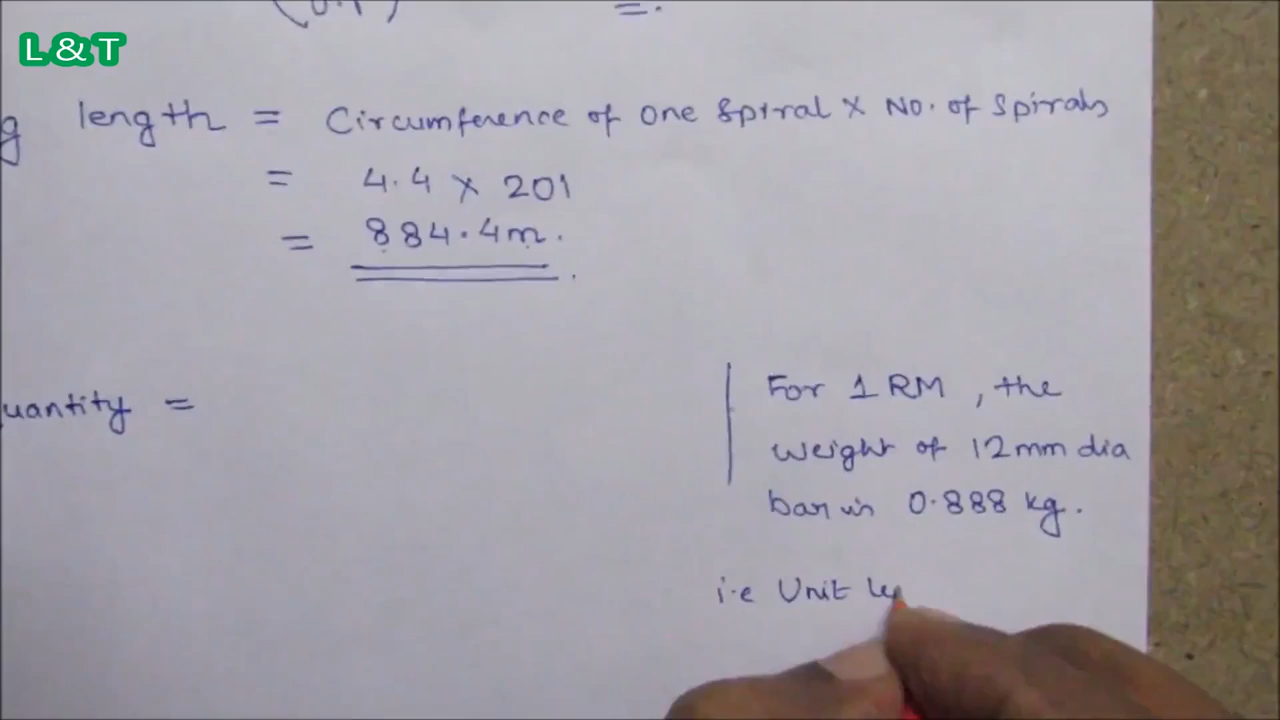 L&T
length = Circumference of one Spiral x No. of Spirals
= 4.4 x 201
= 884.4m.
Quantity =
For 1 RM, the
weight of 12mm dia
bar is 0.888 kg.
i.e Unit